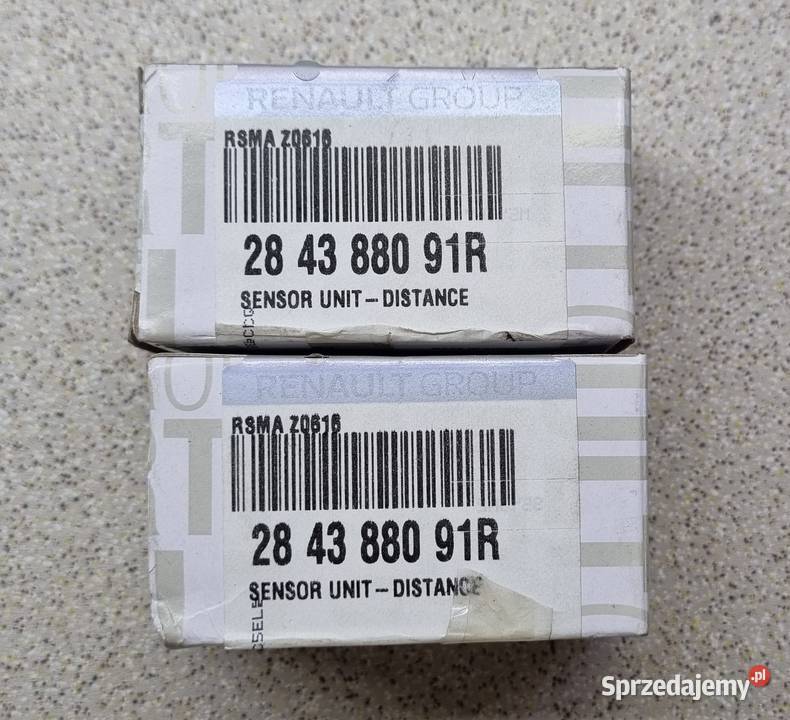 RENAULT GROUP
RSMA Z0616
28 43 880 91R
SENSOR UNIT – DISTANCE
RENAULT GROUP
RSMA Z0616
28 43 880 91R
SENSOR UNIT – DISTANCE
Sprzedajemy.pl